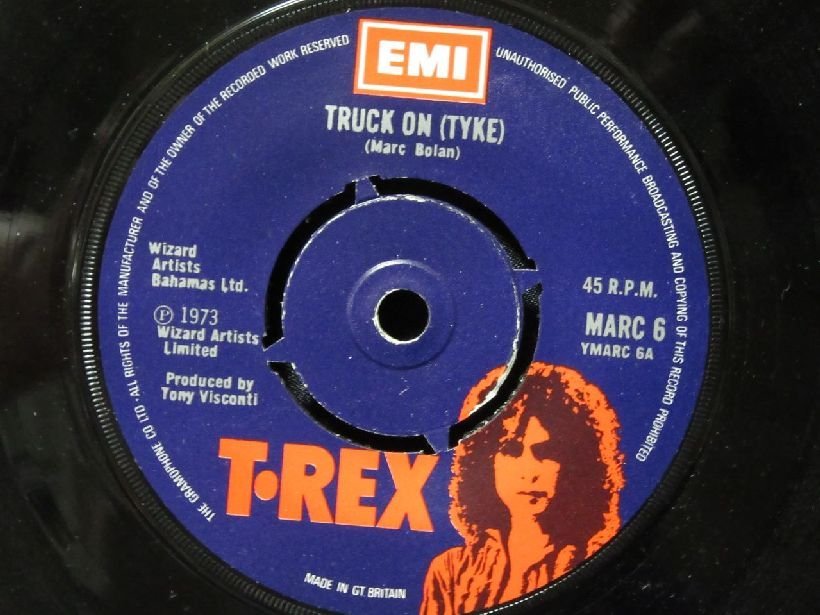 EMI
TRUCK ON (TYKE)
(Marc Bolan)
Wizard
Artists
Bahamas Ltd.
Ⓟ 1973
Wizard Artists
Limited
Produced by
Tony Visconti
45 R.P.M.
MARC 6
YMARC 6A
T•REX
MADE IN GT. BRITAIN
THE GRAMOPHONE CO LTD · ALL RIGHTS OF THE MANUFACTURER AND OF THE OWNER OF THE RECORDED WORK RESERVED
UNAUTHORISED PUBLIC PERFORMANCE BROADCASTING AND COPYING OF THIS RECORD PROHIBITED